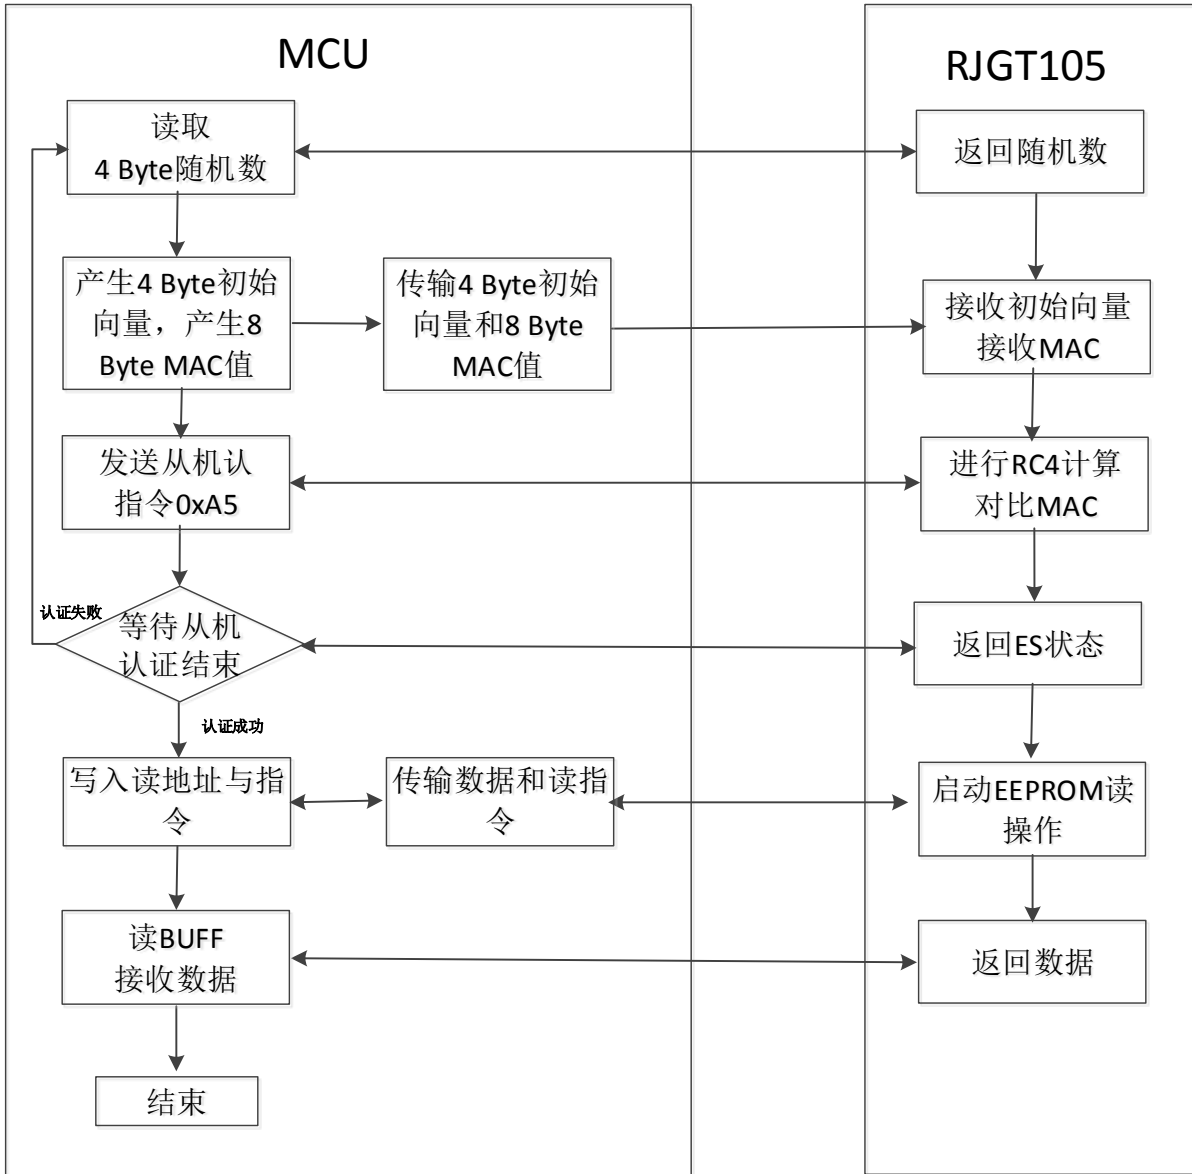 MCU
RJGT105
读取
4 Byte随机数
返回随机数
产生4 Byte初始
向量，产生8
Byte MAC值
传输4 Byte初始
向量和8 Byte
MAC值
接收初始向量
接收MAC
发送从机认
指令0xA5
进行RC4计算
对比MAC
认证失败
等待从机
认证结束
返回ES状态
认证成功
写入读地址与指
令
传输数据和读指
令
启动EEPROM读
操作
读BUFF
接收数据
返回数据
结束